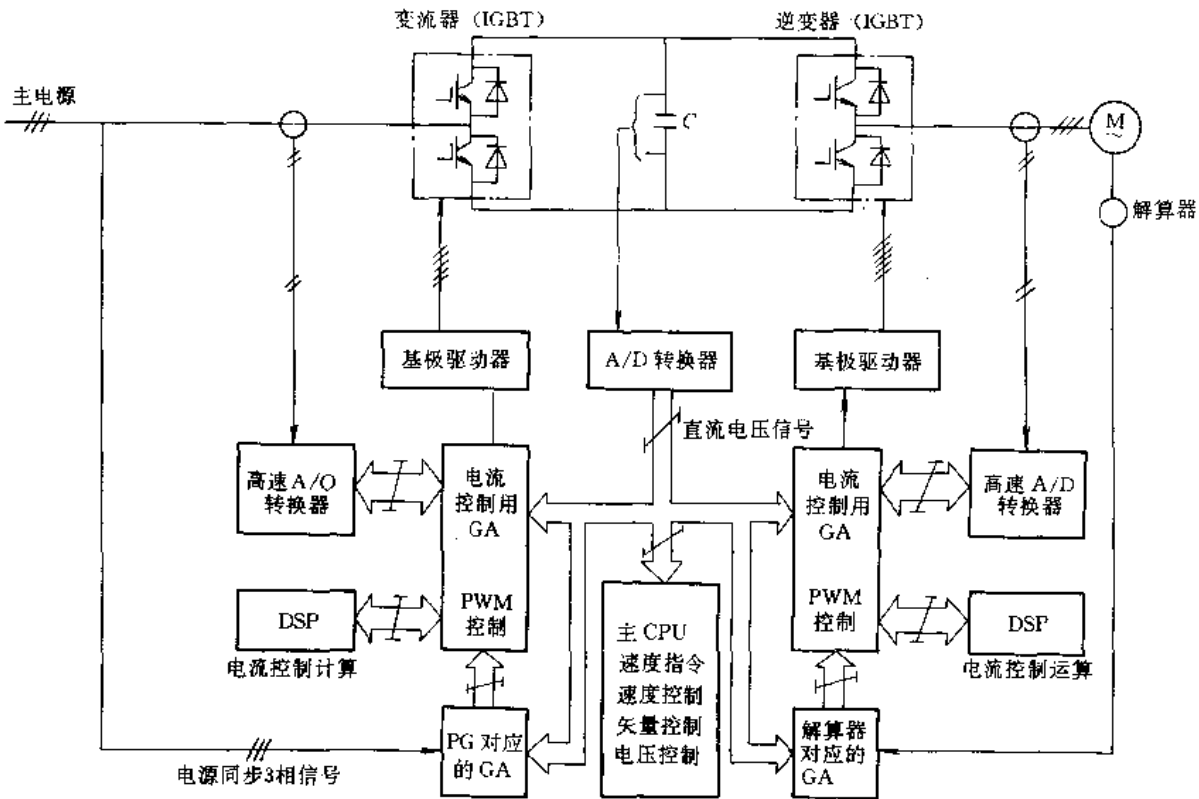 变流器(IGBT)
逆变器(IGBT)
主电源
C
M
~
解算器
基极驱动器
A/D 转换器
基极驱动器
直流电压信号
高速 A/O
转换器
电流
控制用
GA
PWM
控制
电流
控制用
GA
PWM
控制
高速 A/D
转换器
DSP
电流控制计算
主 CPU
速度指令
速度控制
矢量控制
电压控制
DSP
电流控制运算
PG 对应
的 GA
解算器
对应的
GA
电源同步3相信号